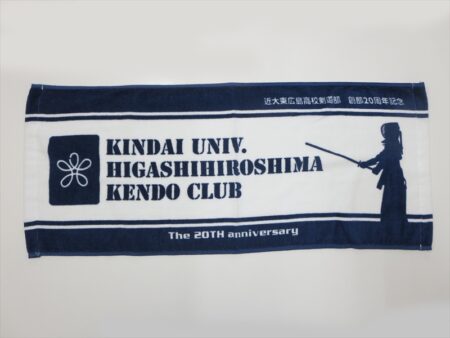 近大東広島高校剣道部 創部20周年記念
KINDAI UNIV.
HIGASHIHIROSHIMA
KENDO CLUB
The 20TH anniversary